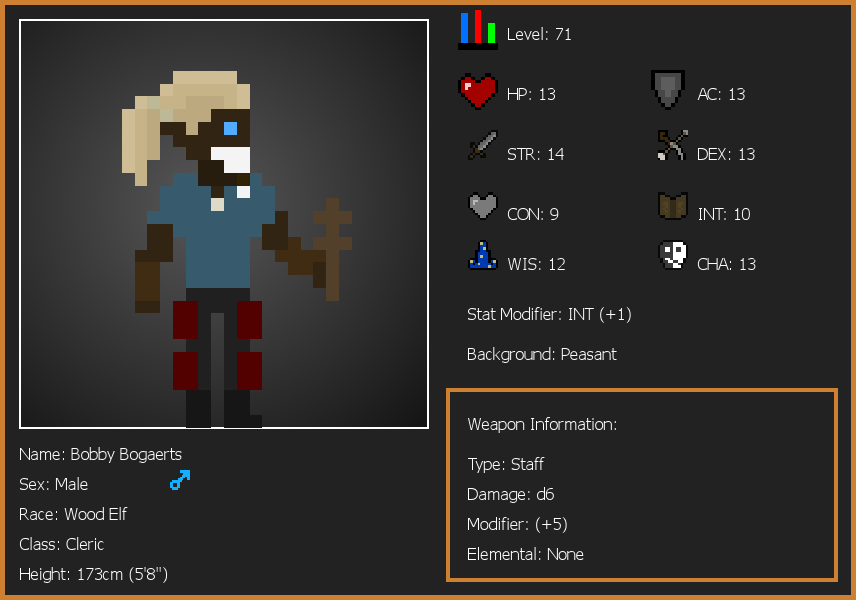 Level: 71
HP: 13
AC: 13
STR: 14
DEX: 13
CON: 9
INT: 10
WIS: 12
CHA: 13
Stat Modifier: INT (+1)
Background: Peasant
Weapon Information:
Type: Staff
Damage: d6
Modifier: (+5)
Elemental: None
Name: Bobby Bogaerts
Sex: Male
Race: Wood Elf
Class: Cleric
Height: 173cm (5'8")